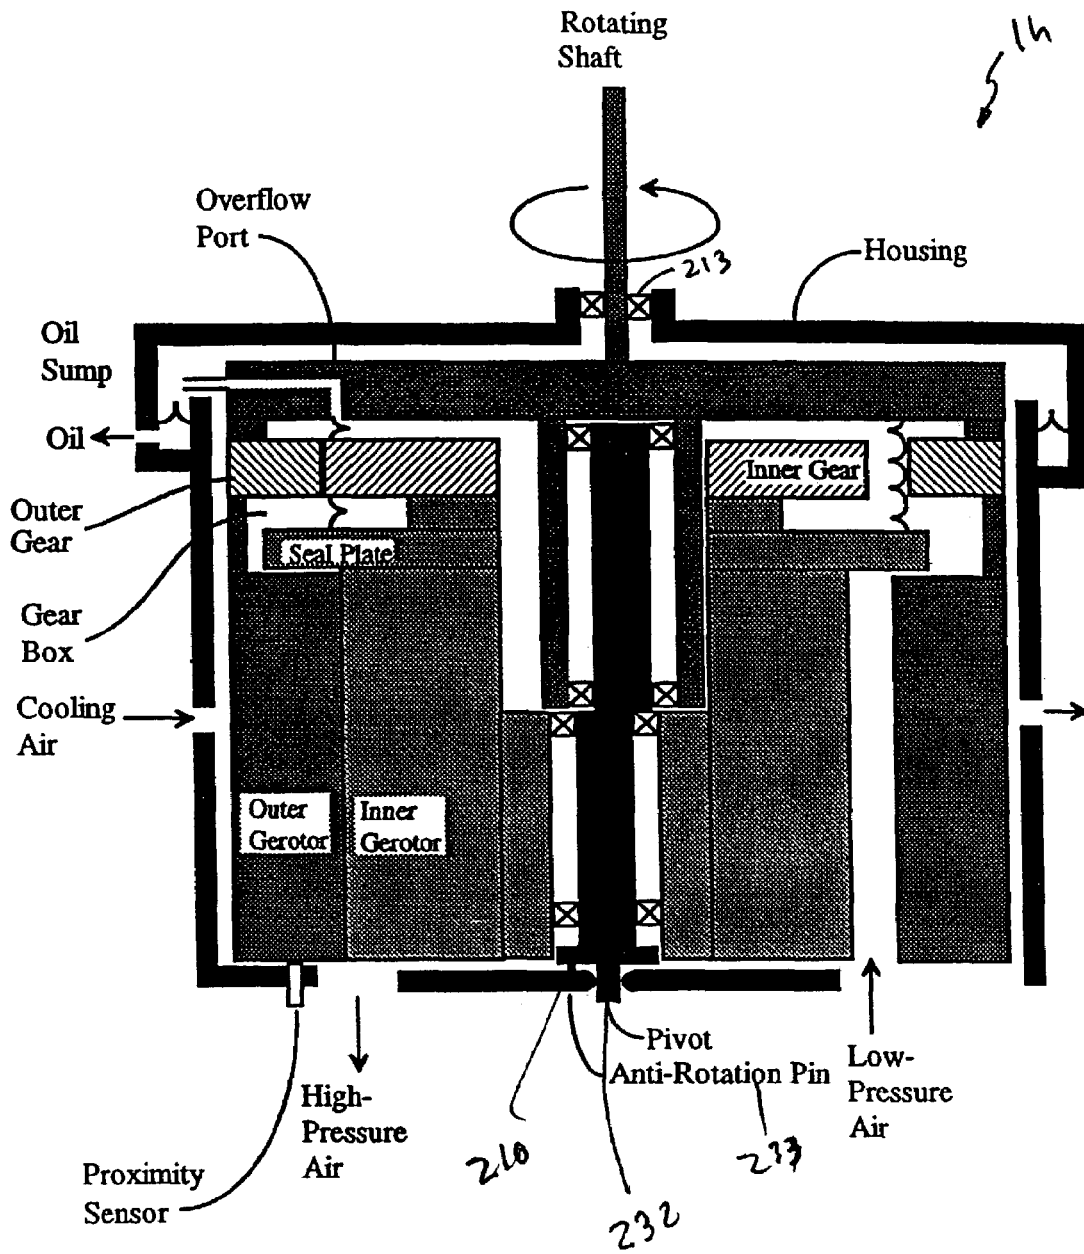 Rotating
Shaft
1h
Overflow
Port
213
Housing
Oil
Sump
Oil
Inner Gear
Outer
Gear
Seal Plate
Gear
Box
Cooling
Air
Outer
Gerotor
Inner
Gerotor
Pivot
Anti-Rotation Pin
Low-
Pressure
Air
High-
Pressure
Air
210
233
Proximity
Sensor
232